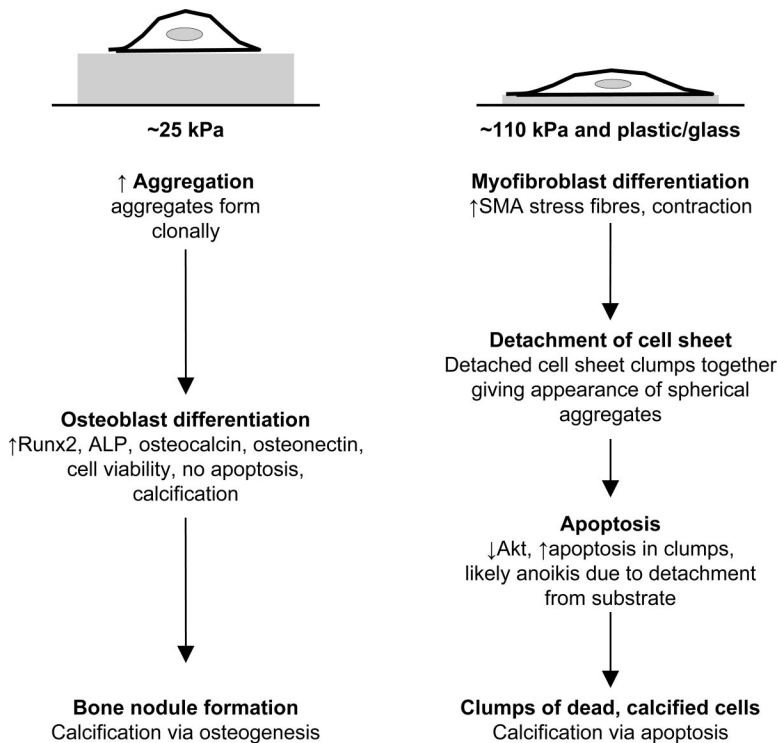 ~25 kPa
↑ Aggregation
aggregates form
clonally
Osteoblast differentiation
↑Runx2, ALP, osteocalcin, osteonectin,
cell viability, no apoptosis,
calcification
Bone nodule formation
Calcification via osteogenesis
~110 kPa and plastic/glass
Myofibroblast differentiation
↑SMA stress fibres, contraction
Detachment of cell sheet
Detached cell sheet clumps together
giving appearance of spherical
aggregates
Apoptosis
↓Akt, ↑apoptosis in clumps,
likely anoikis due to detachment
from substrate
Clumps of dead, calcified cells
Calcification via apoptosis